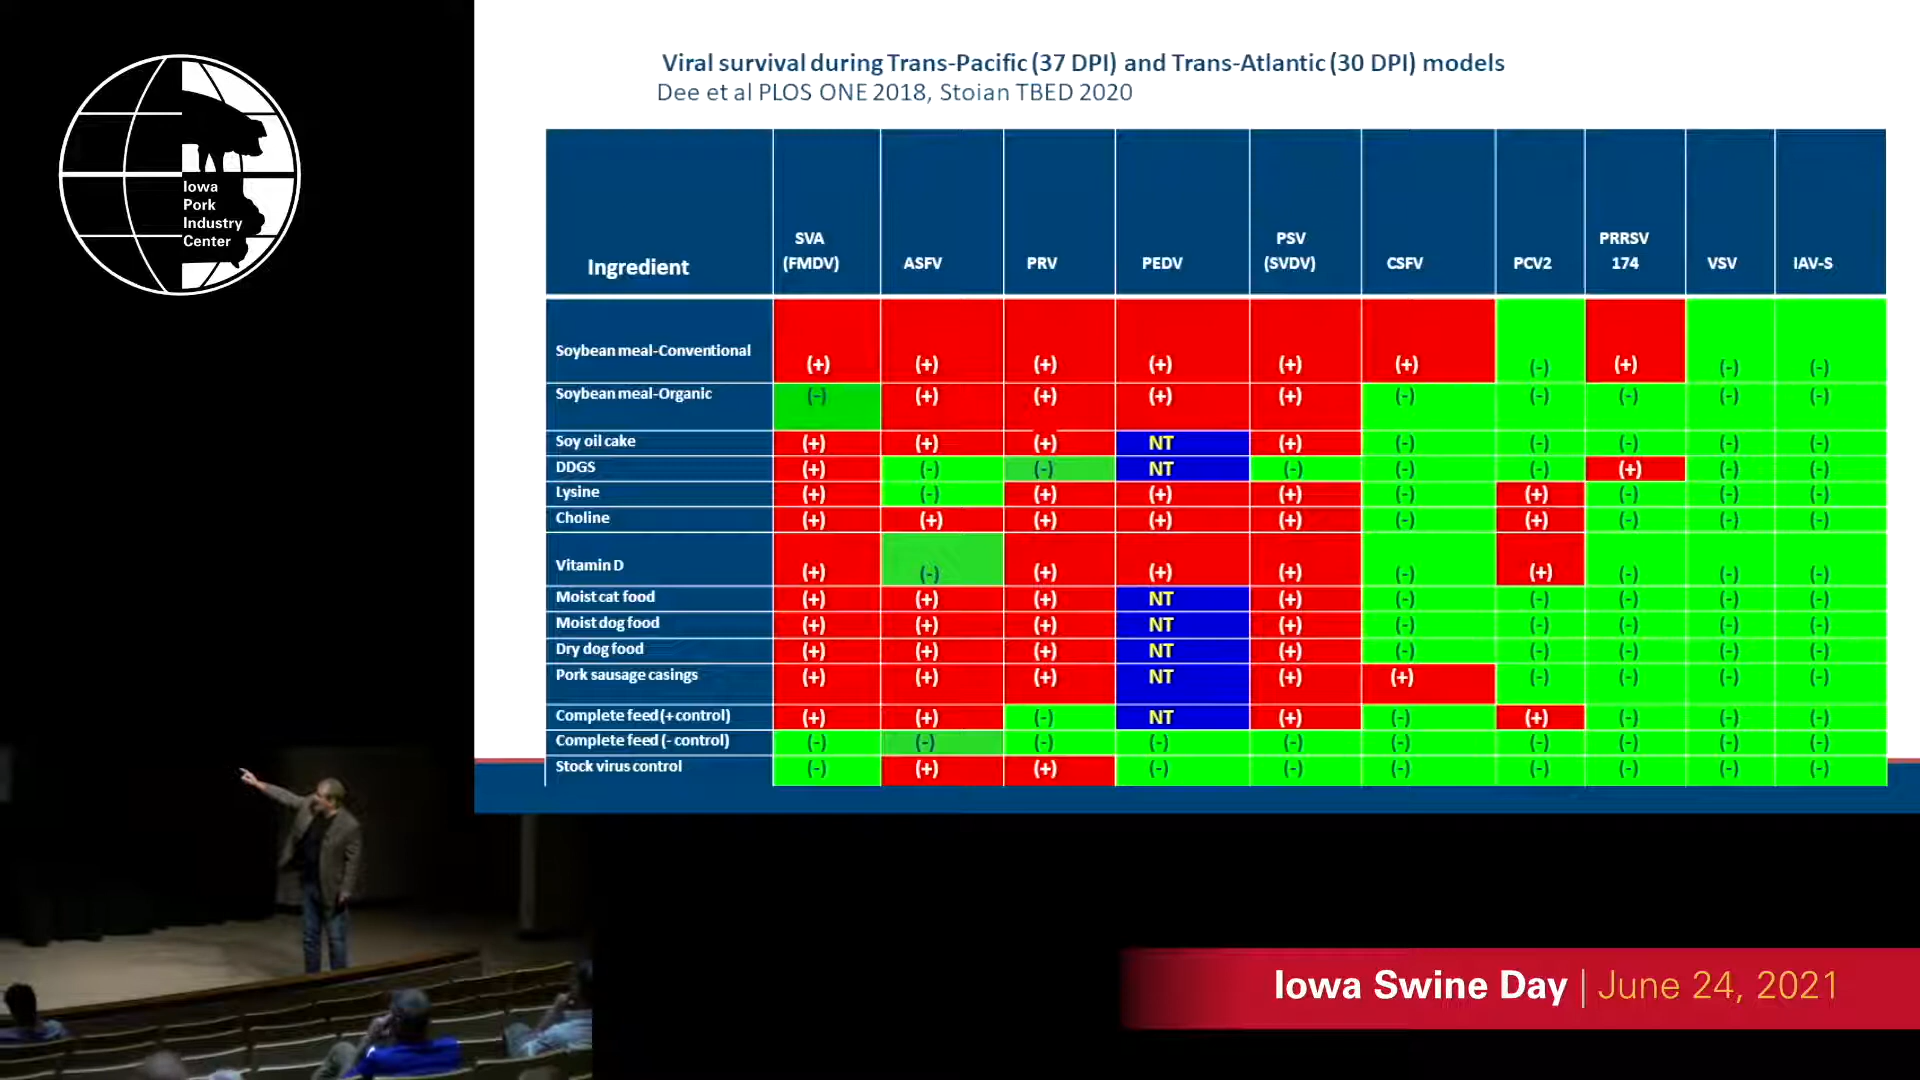 Iowa
Pork
Industry
Center
Viral survival during Trans-Pacific (37 DPI) and Trans-Atlantic (30 DPI) models
Dee et al PLOS ONE 2018, Stoian TBED 2020
Ingredient SVA (FMDV) ASFV PRV PEDV PSV (SVDV) CSFV PCV2 PRRSV 174 VSV IAV-S
Soybean meal-Conventional (+) (+) (+) (+) (+) (+) (-) (+) (-) (-)
Soybean meal-Organic (-) (+) (+) (+) (+) (-) (-) (-) (-) (-)
Soy oil cake (+) (+) (+) NT (+) (-) (-) (-) (-) (-)
DDGS (+) (-) (-) NT (-) (-) (-) (+) (-) (-)
Lysine (+) (-) (+) (+) (+) (-) (+) (-) (-) (-)
Choline (+) (+) (+) (+) (+) (-) (+) (-) (-) (-)
Vitamin D (+) (-) (+) (+) (+) (-) (+) (-) (-) (-)
Moist cat food (+) (+) (+) NT (+) (-) (-) (-) (-) (-)
Moist dog food (+) (+) (+) NT (+) (-) (-) (-) (-) (-)
Dry dog food (+) (+) (+) NT (+) (-) (-) (-) (-) (-)
Pork sausage casings (+) (+) (+) NT (+) (+) (-) (-) (-) (-)
Complete feed (+ control) (+) (+) (-) NT (+) (-) (+) (-) (-) (-)
Complete feed (- control) (-) (-) (-) (-) (-) (-) (-) (-) (-) (-)
Stock virus control (-) (+) (+) (-) (-) (-) (-) (-) (-) (-)
Iowa Swine Day | June 24, 2021